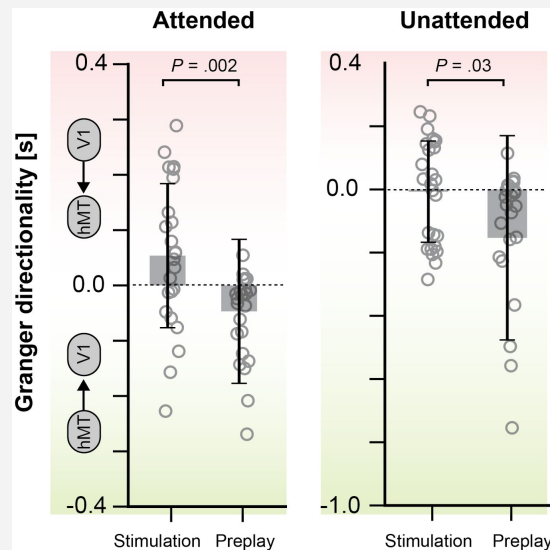 Attended
Unattended
Granger directionality [s]
0.4
0.0
-0.4
P = .002
V1
hMT
V1
hMT
Stimulation
Preplay
0.4
0.0
-1.0
P = .03
Stimulation
Preplay